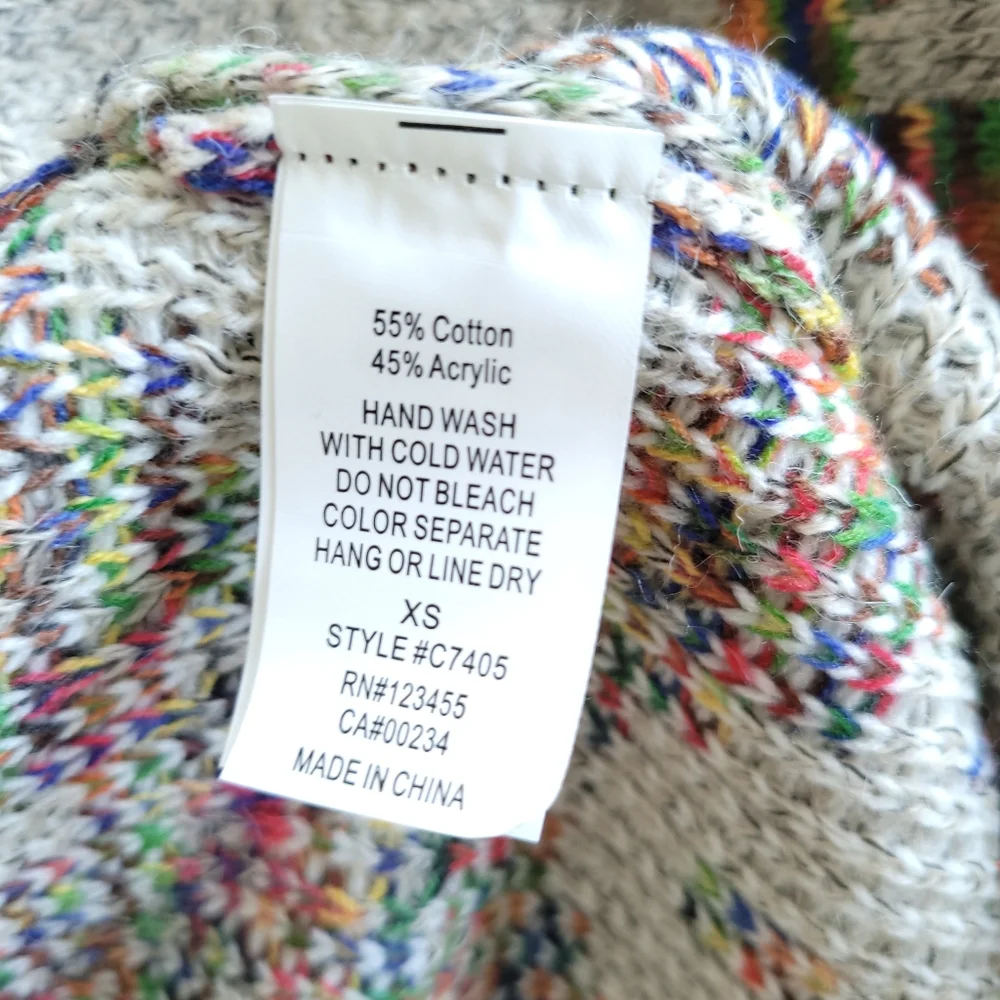 55% Cotton
45% Acrylic
HAND WASH
WITH COLD WATER
DO NOT BLEACH
COLOR SEPARATE
HANG OR LINE DRY
XS
STYLE #C7405
RN#123455
CA#00234
MADE IN CHINA